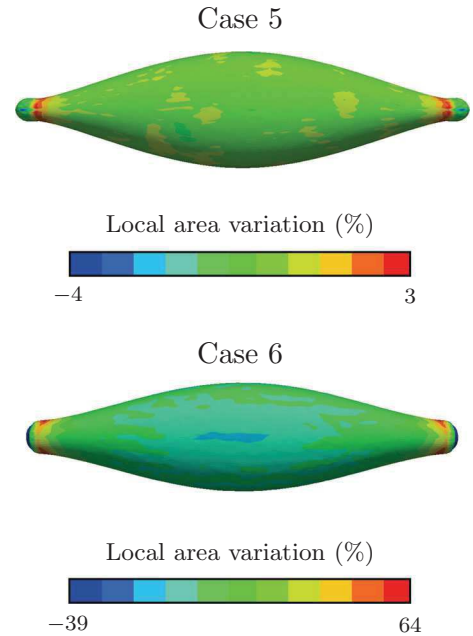 Case 5
Local area variation (%)
−4 3
Case 6
Local area variation (%)
−39 64